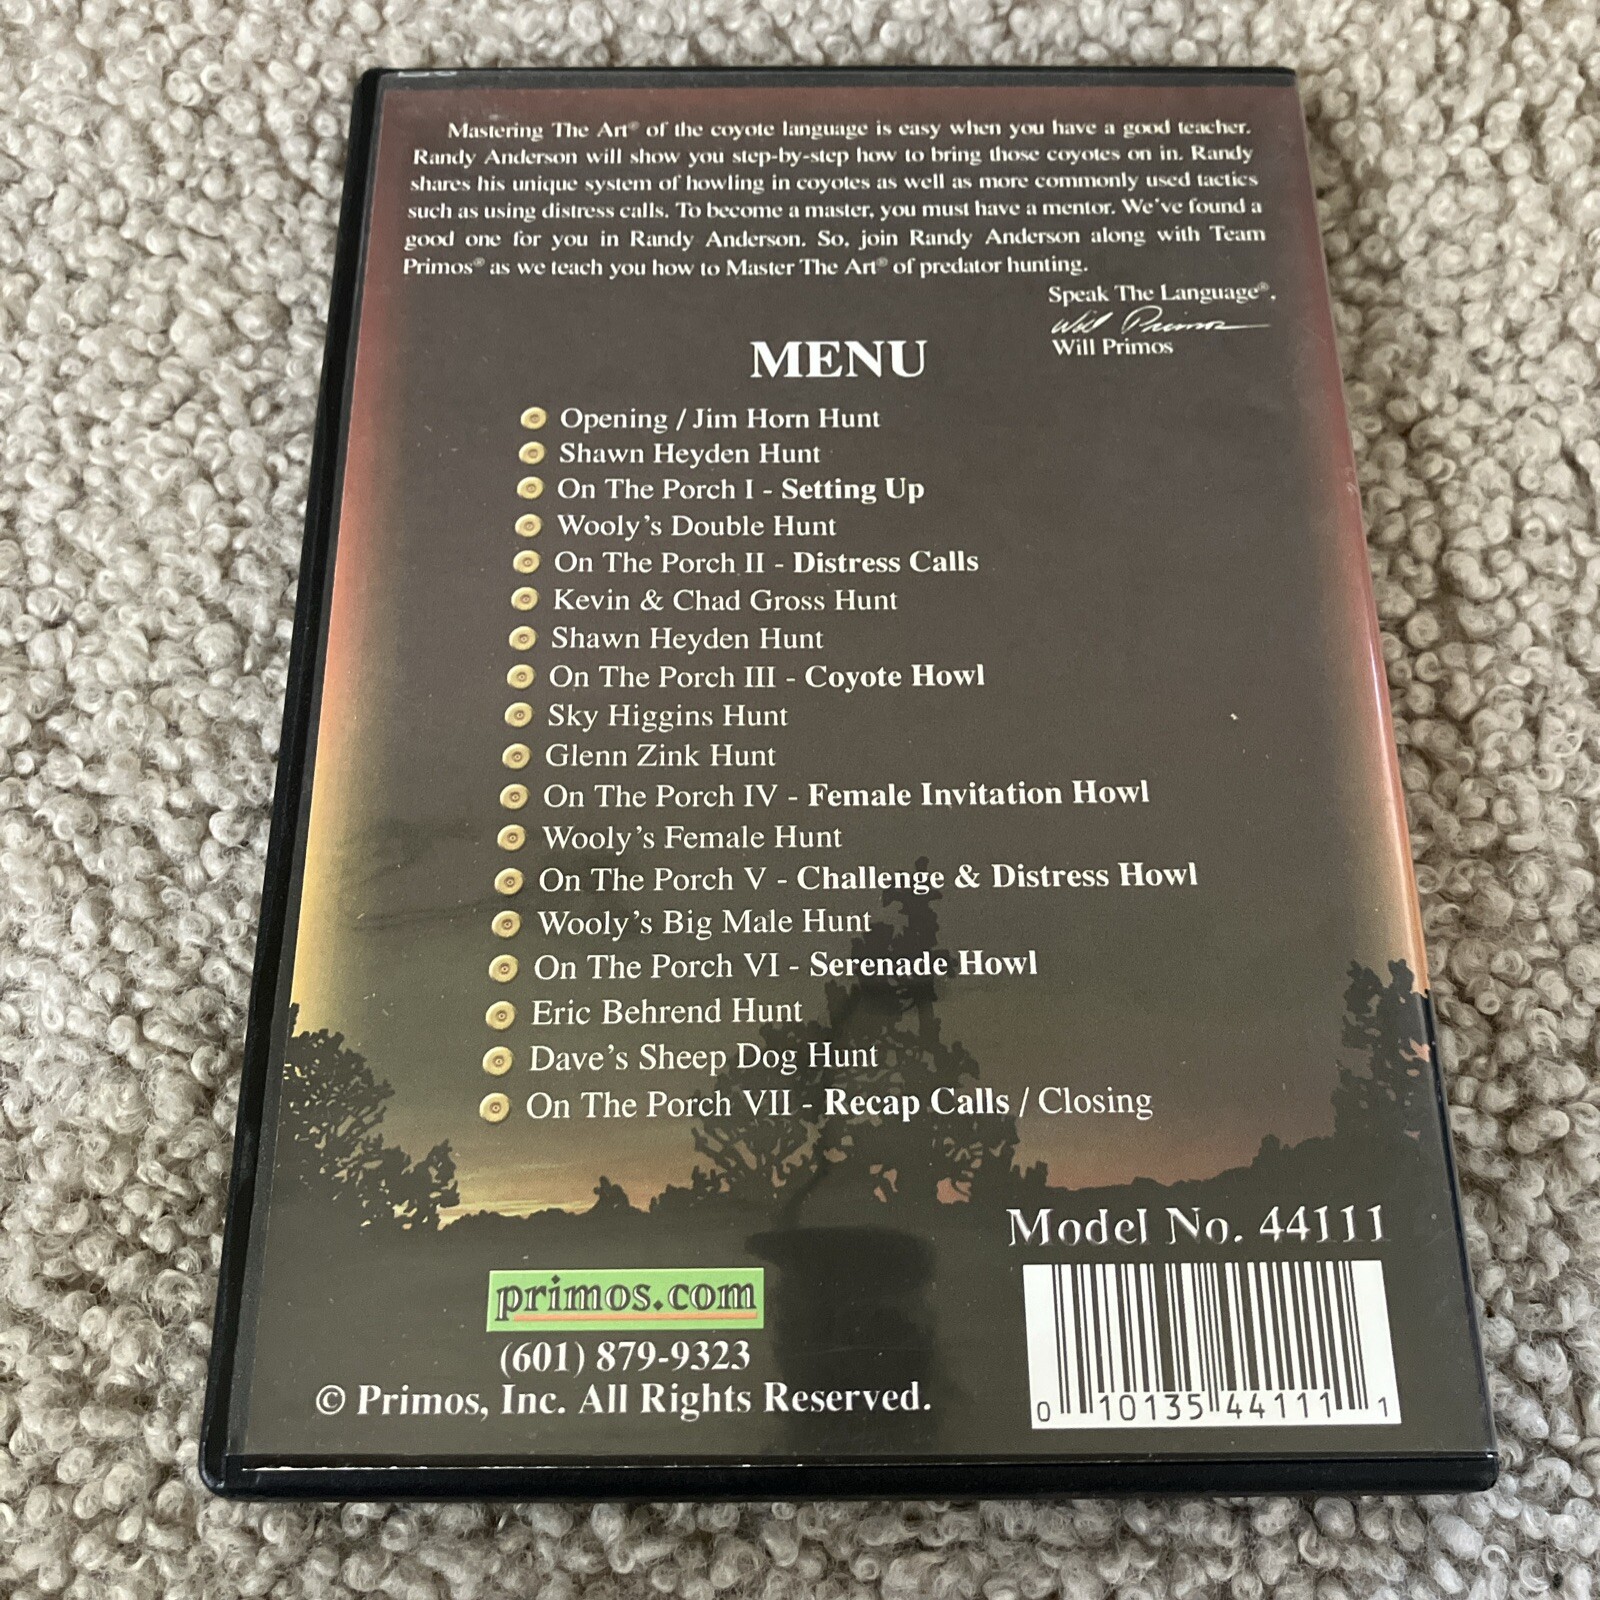 Mastering The Art® of the coyote language is easy when you have a good teacher.
Randy Anderson will show you step-by-step how to bring those coyotes on in. Randy
shares his unique system of howling in coyotes as well as more commonly used tactics
such as using distress calls. To become a master, you must have a mentor. We've found a
good one for you in Randy Anderson. So, join Randy Anderson along with Team
Primos® as we teach you how to Master The Art® of predator hunting.
Speak The Language®,
Will Primos
Will Primos
MENU
Opening / Jim Horn Hunt
Shawn Heyden Hunt
On The Porch I - Setting Up
Wooly's Double Hunt
On The Porch II - Distress Calls
Kevin & Chad Gross Hunt
Shawn Heyden Hunt
On The Porch III - Coyote Howl
Sky Higgins Hunt
Glenn Zink Hunt
On The Porch IV - Female Invitation Howl
Wooly's Female Hunt
On The Porch V - Challenge & Distress Howl
Wooly's Big Male Hunt
On The Porch VI - Serenade Howl
Eric Behrend Hunt
Dave's Sheep Dog Hunt
On The Porch VII - Recap Calls / Closing
Model No. 44111
primos.com
(601) 879-9323
© Primos, Inc. All Rights Reserved.
0 10135 44111 1